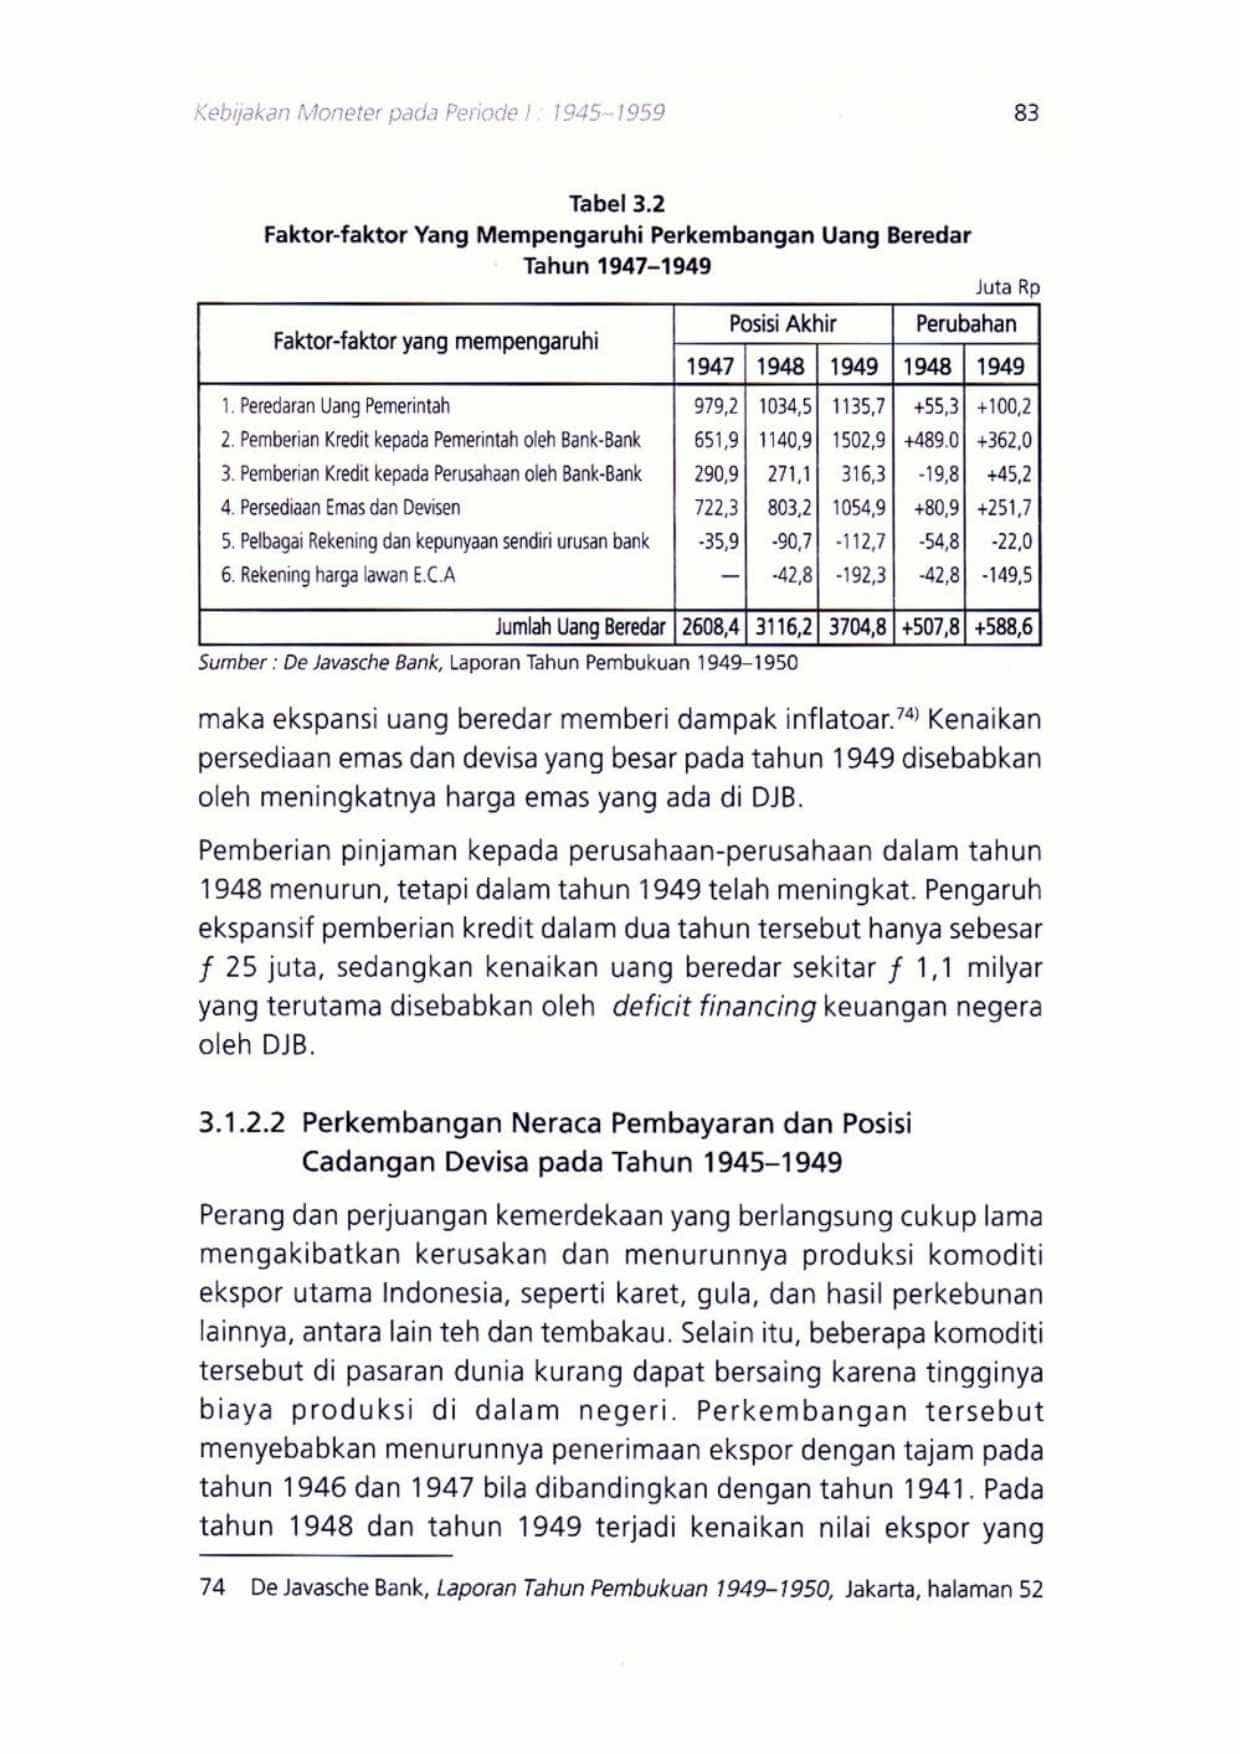 Kebijakan Moneter pada Periode I : 1945–1959 83
Tabel 3.2
Faktor-faktor Yang Mempengaruhi Perkembangan Uang Beredar
Tahun 1947–1949
Juta Rp
Faktor-faktor yang mempengaruhi Posisi Akhir Perubahan
1947 1948 1949 1948 1949
1. Peredaran Uang Pemerintah 979,2 1034,5 1135,7 +55,3 +100,2
2. Pemberian Kredit kepada Pemerintah oleh Bank-Bank 651,9 1140,9 1502,9 +489.0 +362,0
3. Pemberian Kredit kepada Perusahaan oleh Bank-Bank 290,9 271,1 316,3 -19,8 +45,2
4. Persediaan Emas dan Devisen 722,3 803,2 1054,9 +80,9 +251,7
5. Pelbagai Rekening dan kepunyaan sendiri urusan bank -35,9 -90,7 -112,7 -54,8 -22,0
6. Rekening harga lawan E.C.A — -42,8 -192,3 -42,8 -149,5
Jumlah Uang Beredar 2608,4 3116,2 3704,8 +507,8 +588,6
Sumber : De Javasche Bank, Laporan Tahun Pembukuan 1949–1950
maka ekspansi uang beredar memberi dampak inflatoar.74) Kenaikan
persediaan emas dan devisa yang besar pada tahun 1949 disebabkan
oleh meningkatnya harga emas yang ada di DJB.
Pemberian pinjaman kepada perusahaan-perusahaan dalam tahun
1948 menurun, tetapi dalam tahun 1949 telah meningkat. Pengaruh
ekspansif pemberian kredit dalam dua tahun tersebut hanya sebesar
ƒ 25 juta, sedangkan kenaikan uang beredar sekitar ƒ 1,1 milyar
yang terutama disebabkan oleh deficit financing keuangan negera
oleh DJB.
3.1.2.2 Perkembangan Neraca Pembayaran dan Posisi
Cadangan Devisa pada Tahun 1945–1949
Perang dan perjuangan kemerdekaan yang berlangsung cukup lama
mengakibatkan kerusakan dan menurunnya produksi komoditi
ekspor utama Indonesia, seperti karet, gula, dan hasil perkebunan
lainnya, antara lain teh dan tembakau. Selain itu, beberapa komoditi
tersebut di pasaran dunia kurang dapat bersaing karena tingginya
biaya produksi di dalam negeri. Perkembangan tersebut
menyebabkan menurunnya penerimaan ekspor dengan tajam pada
tahun 1946 dan 1947 bila dibandingkan dengan tahun 1941. Pada
tahun 1948 dan tahun 1949 terjadi kenaikan nilai ekspor yang
74 De Javasche Bank, Laporan Tahun Pembukuan 1949–1950, Jakarta, halaman 52